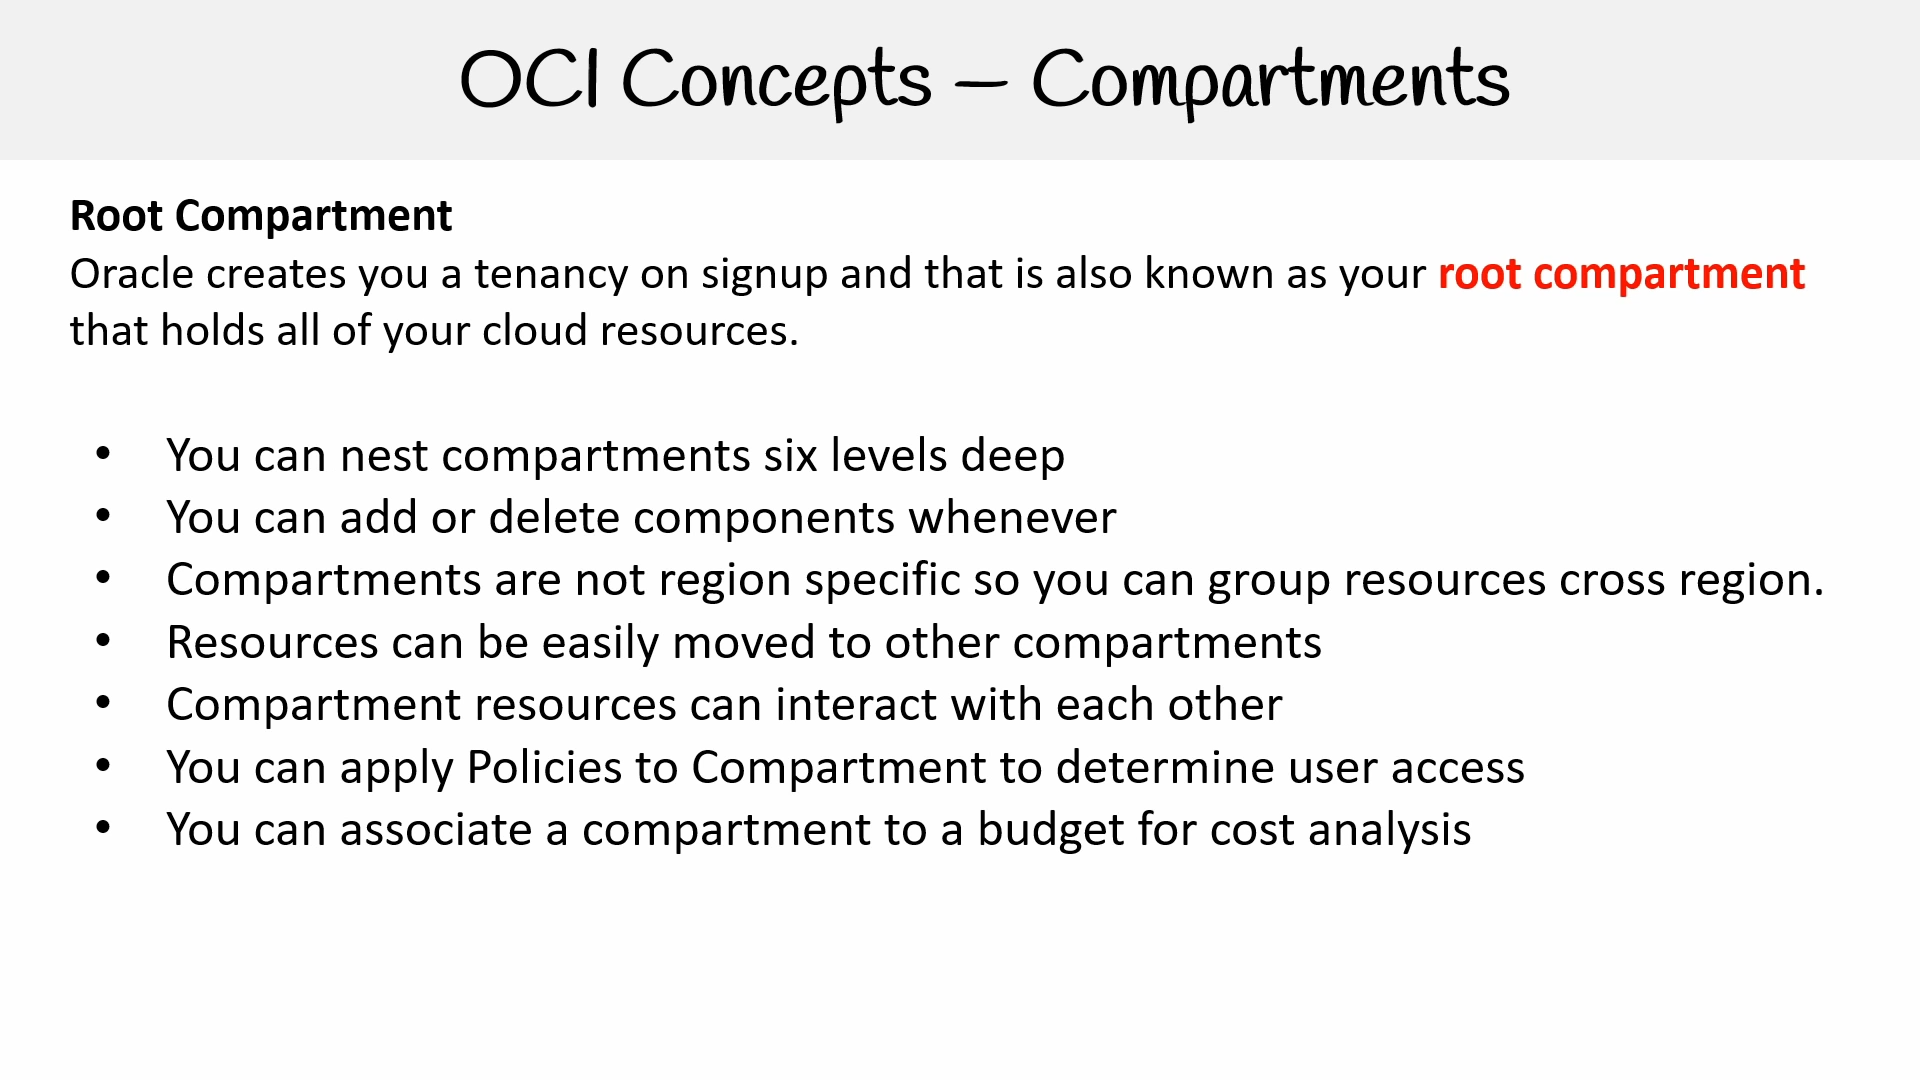 OCI Concepts – Compartments
Root Compartment
Oracle creates you a tenancy on signup and that is also known as your root compartment
that holds all of your cloud resources.
• You can nest compartments six levels deep
• You can add or delete components whenever
• Compartments are not region specific so you can group resources cross region.
• Resources can be easily moved to other compartments
• Compartment resources can interact with each other
• You can apply Policies to Compartment to determine user access
• You can associate a compartment to a budget for cost analysis